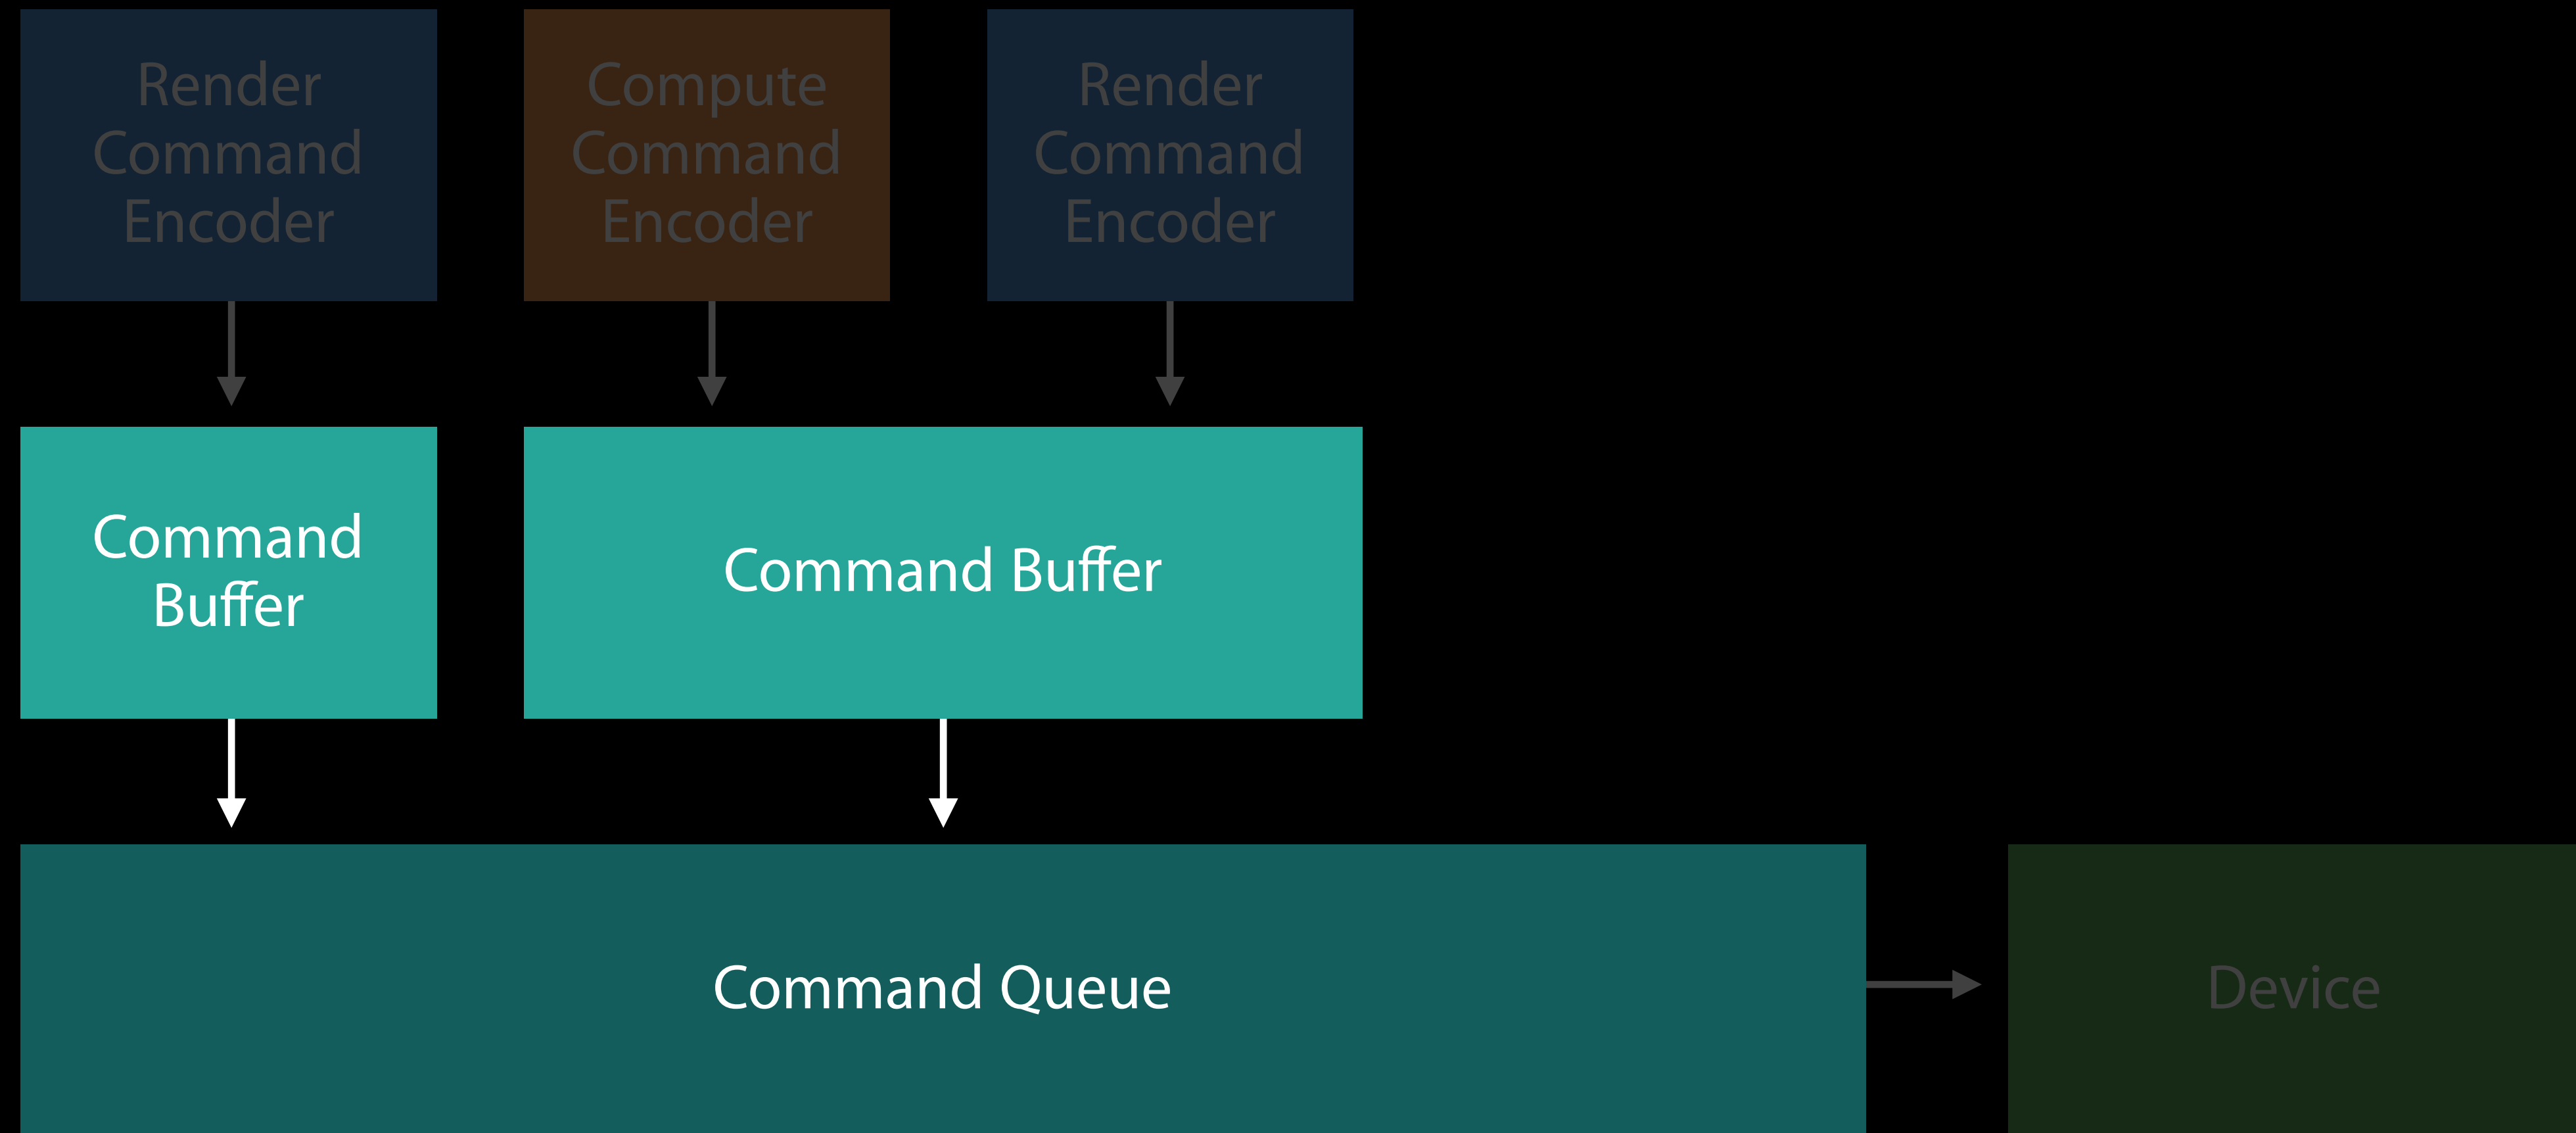 Render
Command
Encoder
Compute
Command
Encoder
Render
Command
Encoder
Command
Buffer
Command Buffer
Command Queue
Device